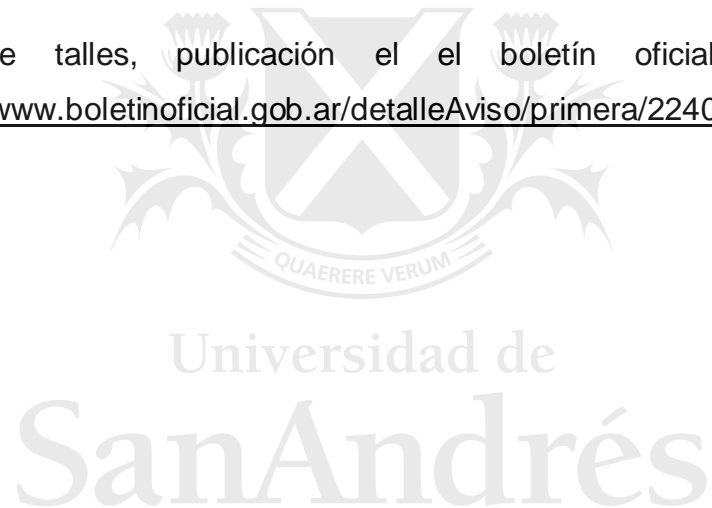 e talles, publicación el el boletín oficial
www.boletinoficial.gob.ar/detalleAviso/primera/2240
QUAERERE VERUM
Universidad de
SanAndrés